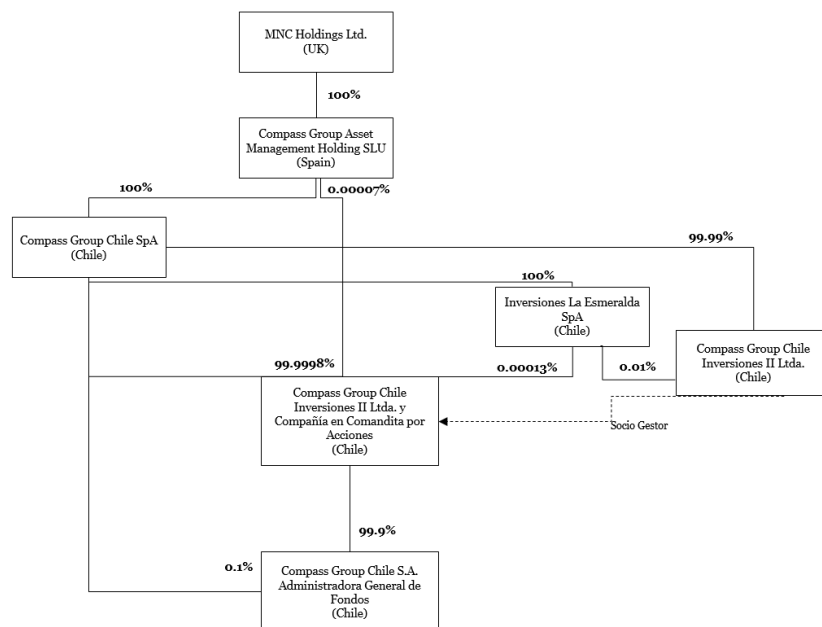 MNC Holdings Ltd.
(UK)
100%
Compass Group Asset
Management Holding SLU
(Spain)
100%
0.00007%
Compass Group Chile SpA
(Chile)
99.99%
100%
Inversiones La Esmeralda
SpA
(Chile)
Compass Group Chile
Inversiones II Ltda.
(Chile)
99.9998%
0.00013%
0.01%
Compass Group Chile
Inversiones II Ltda. y
Compañía en Comandita por
Acciones
(Chile)
Socio Gestor
99.9%
0.1%
Compass Group Chile S.A.
Administradora General de
Fondos
(Chile)